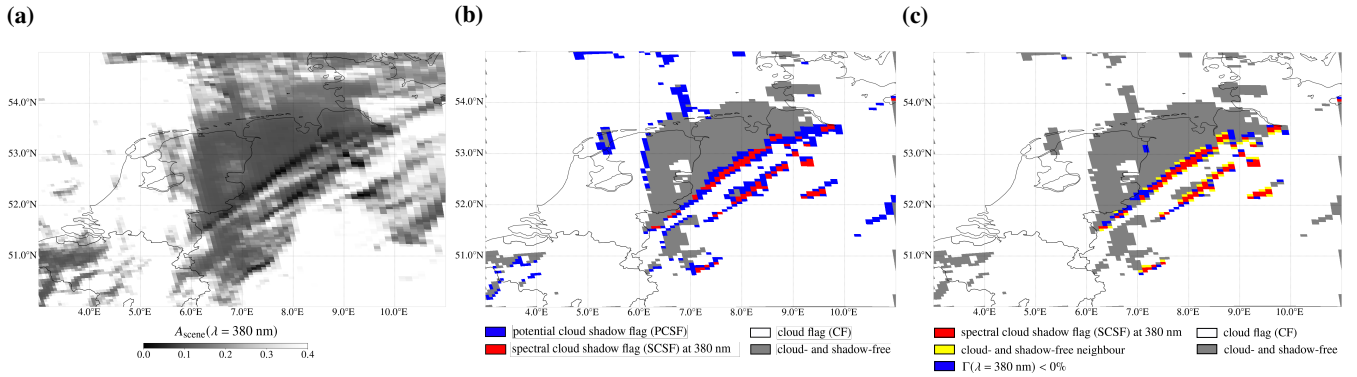 (a)
(b)
(c)
54.0°N
53.0°N
52.0°N
51.0°N
4.0°E 5.0°E 6.0°E 7.0°E 8.0°E 9.0°E 10.0°E
A_scene(λ = 380 nm)
0.0 0.1 0.2 0.3 0.4
54.0°N
53.0°N
52.0°N
51.0°N
4.0°E 5.0°E 6.0°E 7.0°E 8.0°E 9.0°E 10.0°E
potential cloud shadow flag (PCSF)
spectral cloud shadow flag (SCSF) at 380 nm
cloud flag (CF)
cloud- and shadow-free
54.0°N
53.0°N
52.0°N
51.0°N
4.0°E 5.0°E 6.0°E 7.0°E 8.0°E 9.0°E 10.0°E
spectral cloud shadow flag (SCSF) at 380 nm
cloud- and shadow-free neighbour
Γ(λ = 380 nm) < 0%
cloud flag (CF)
cloud- and shadow-free